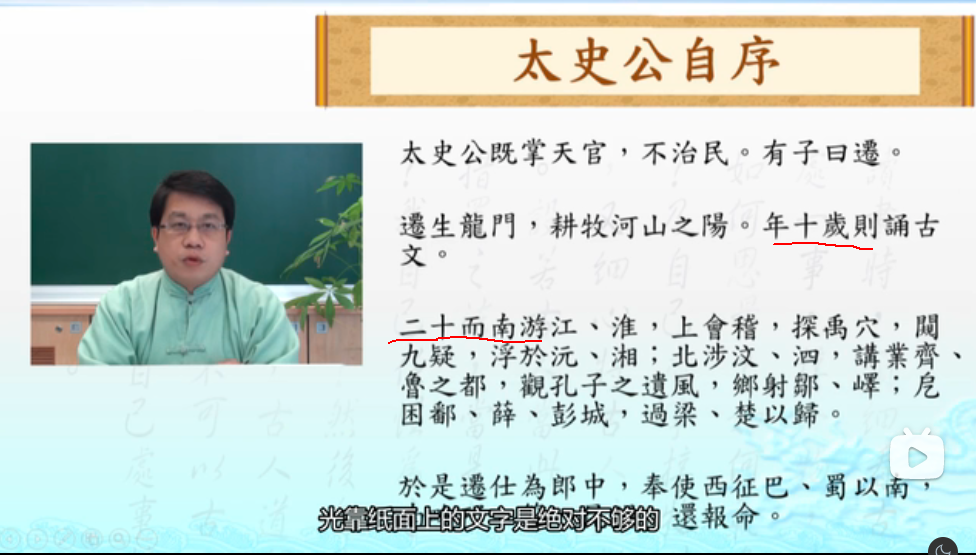 太史公自序
太史公既掌天官，不治民。有子曰遷。
遷生龍門，耕牧河山之陽。年十歲則誦古
文。
二十而南游江、淮，上會稽，探禹穴，闚
九疑，浮於沅、湘；北涉汶、泗，講業齊、
魯之都，觀孔子之遺風，鄉射鄒、嶧；戹
困鄱、薛、彭城，過梁、楚以歸。
於是遷仕為郎中，奉使西征巴、蜀以南，
還報命。
光靠纸面上的文字是绝对不够的